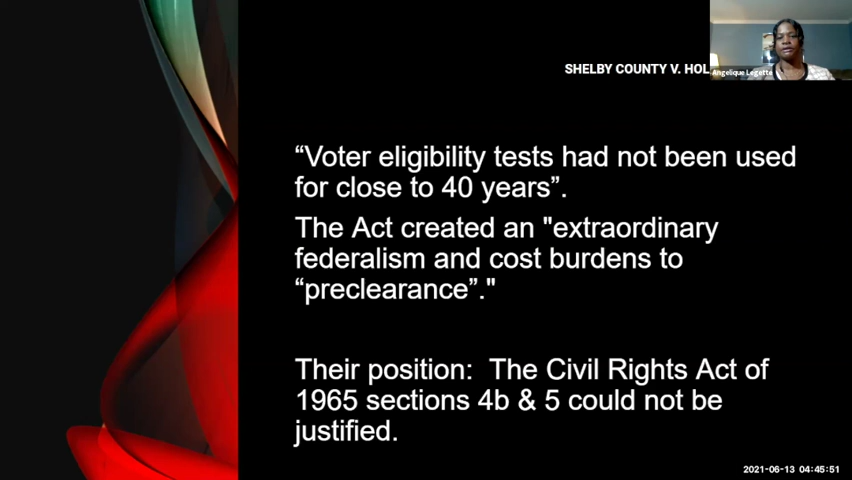 SHELBY COUNTY V. HOL
Angelique Legette
“Voter eligibility tests had not been used
for close to 40 years”.
The Act created an "extraordinary
federalism and cost burdens to
“preclearance”."
Their position: The Civil Rights Act of
1965 sections 4b & 5 could not be
justified.
2021-06-13 04:45:51